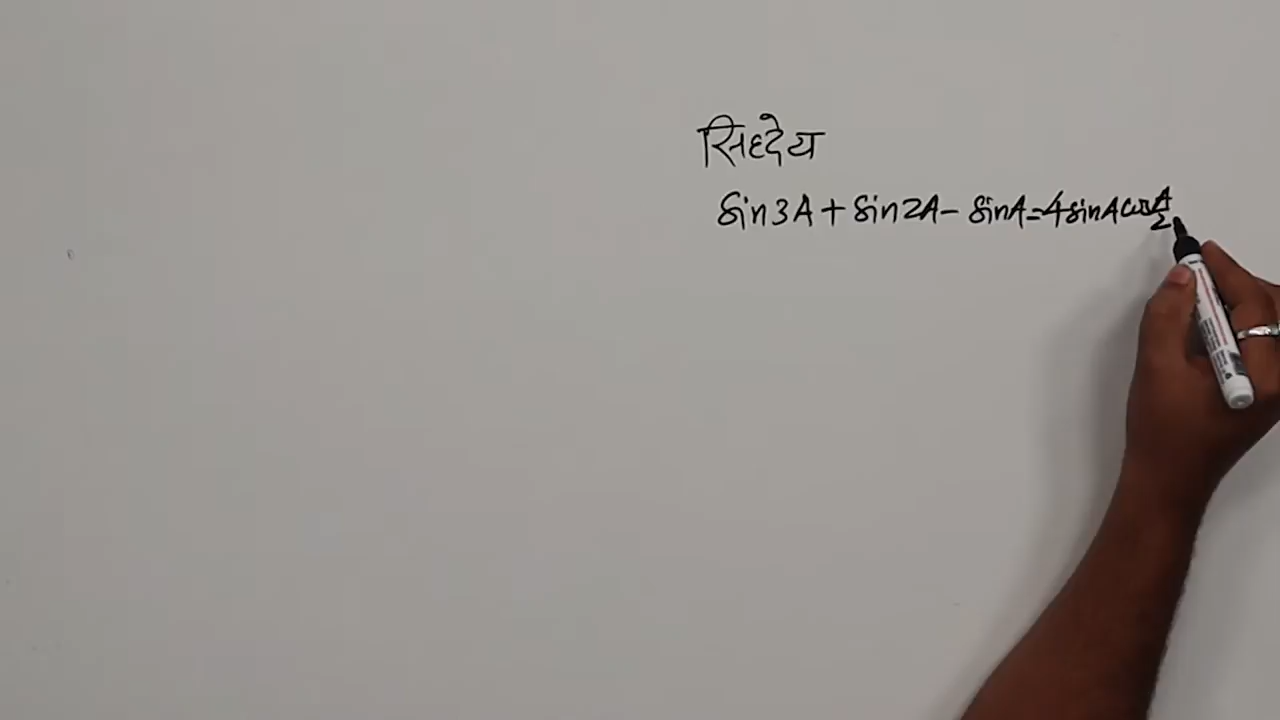 सिध्देय
sin3A + sin2A - sinA = 4sinA cos A/2